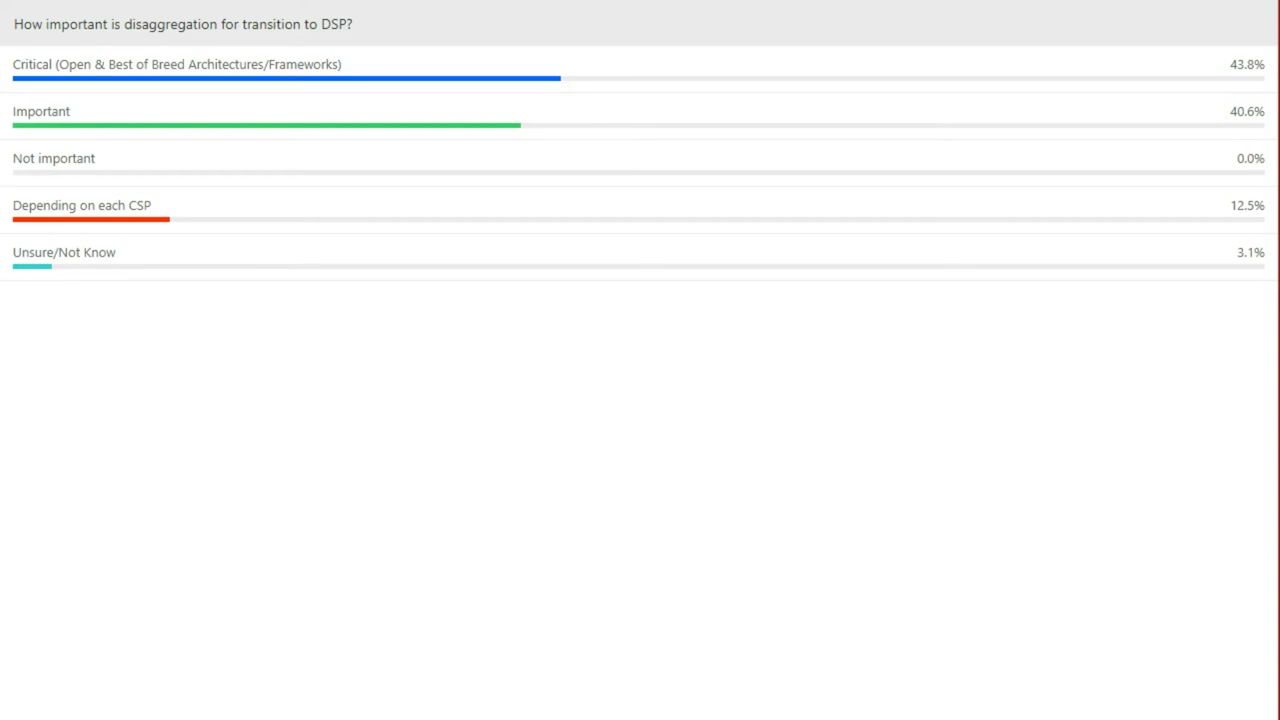 How important is disaggregation for transition to DSP?
Critical (Open & Best of Breed Architectures/Frameworks) 43.8%
Important 40.6%
Not important 0.0%
Depending on each CSP 12.5%
Unsure/Not Know 3.1%